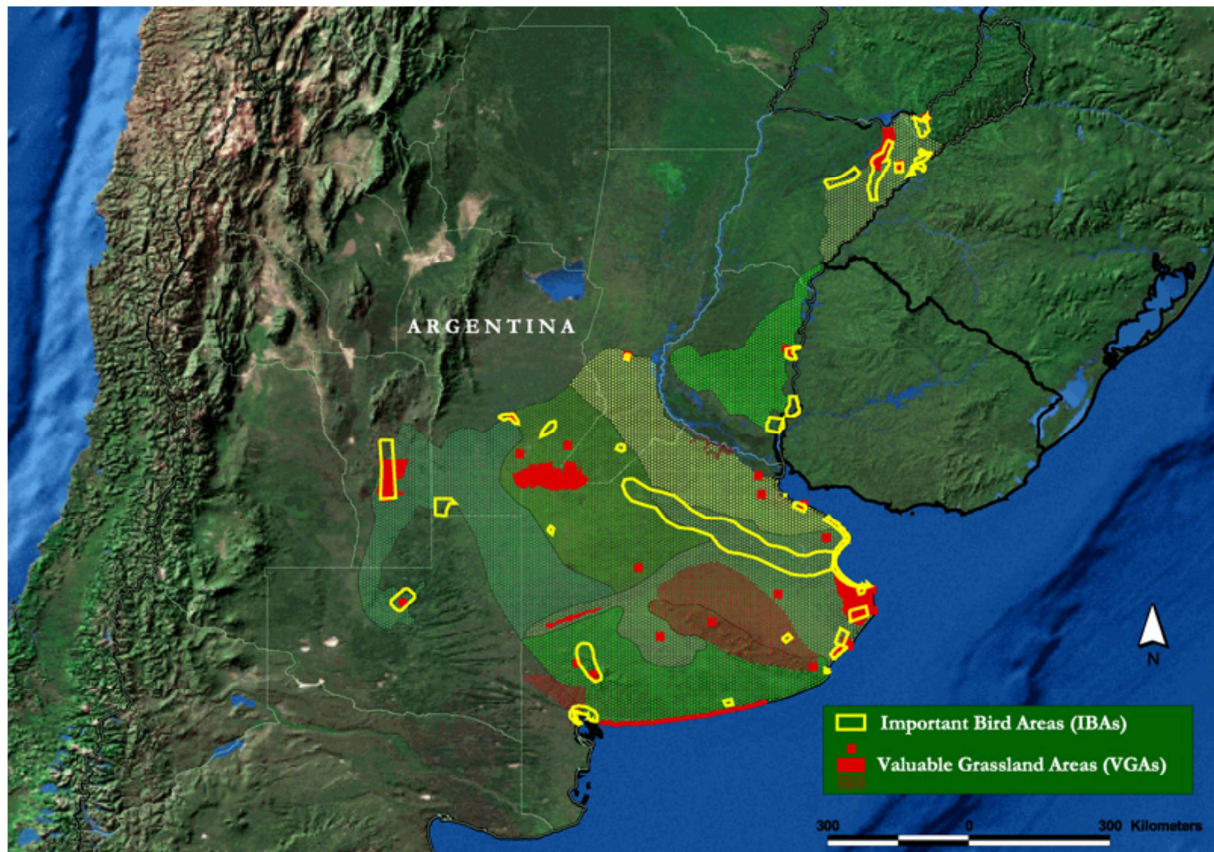 ARGENTINA
N
Important Bird Areas (IBAs)
Valuable Grassland Areas (VGAs)
300 0 300 Kilometers